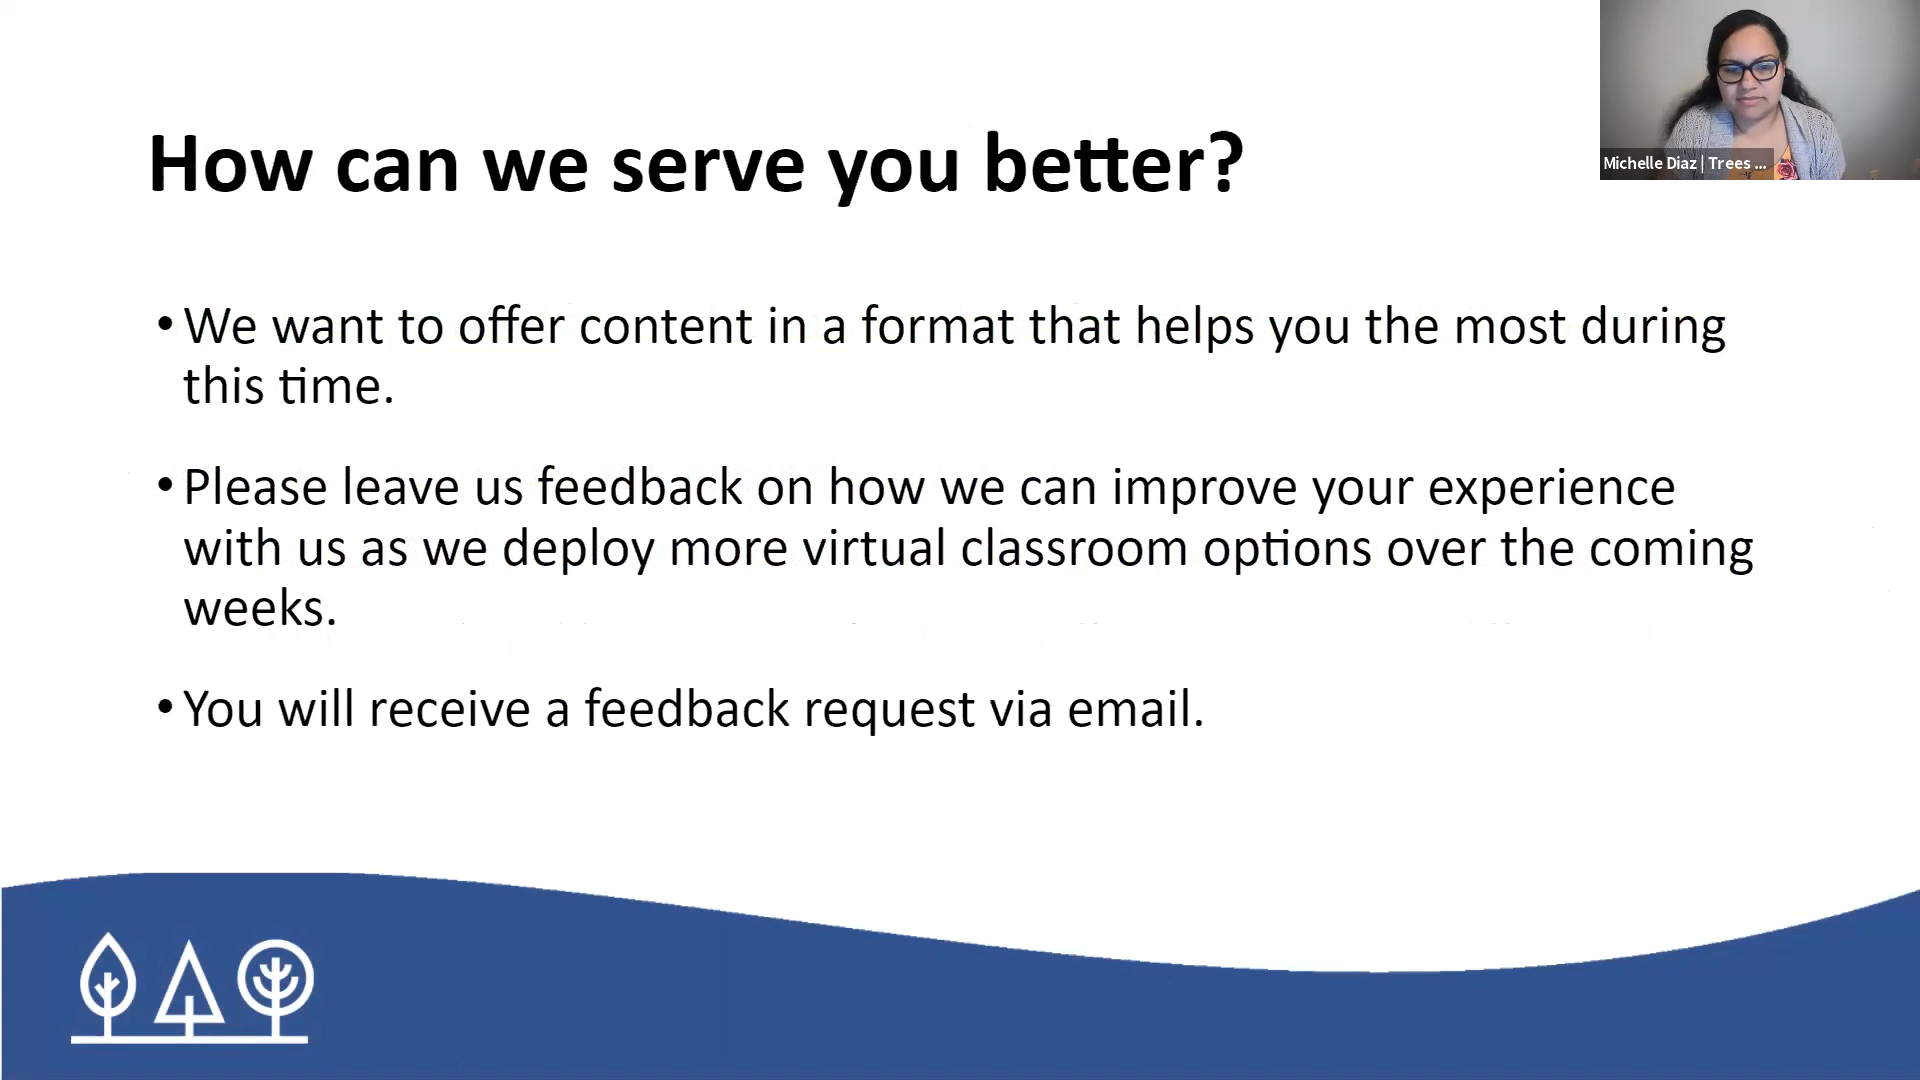 How can we serve you better?
Michelle Diaz | Trees ...
• We want to offer content in a format that helps you the most during
this time.
• Please leave us feedback on how we can improve your experience
with us as we deploy more virtual classroom options over the coming
weeks.
• You will receive a feedback request via email.